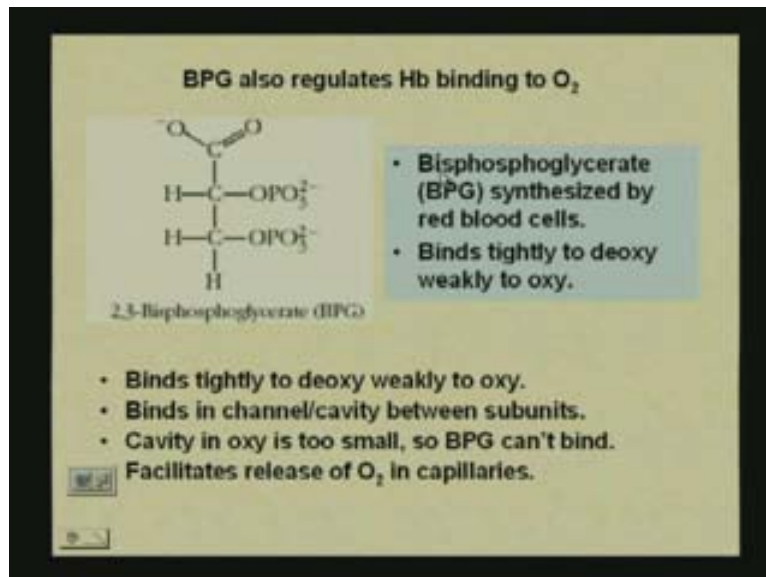 BPG also regulates Hb binding to O₂
⁻O O
C
H—C—OPO₃²⁻
H—C—OPO₃²⁻
H
2,3-Bisphosphoglycerate (BPG)
• Bisphosphoglycerate
(BPG) synthesized by
red blood cells.
• Binds tightly to deoxy
weakly to oxy.
• Binds tightly to deoxy weakly to oxy.
• Binds in channel/cavity between subunits.
• Cavity in oxy is too small, so BPG can't bind.
Facilitates release of O₂ in capillaries.